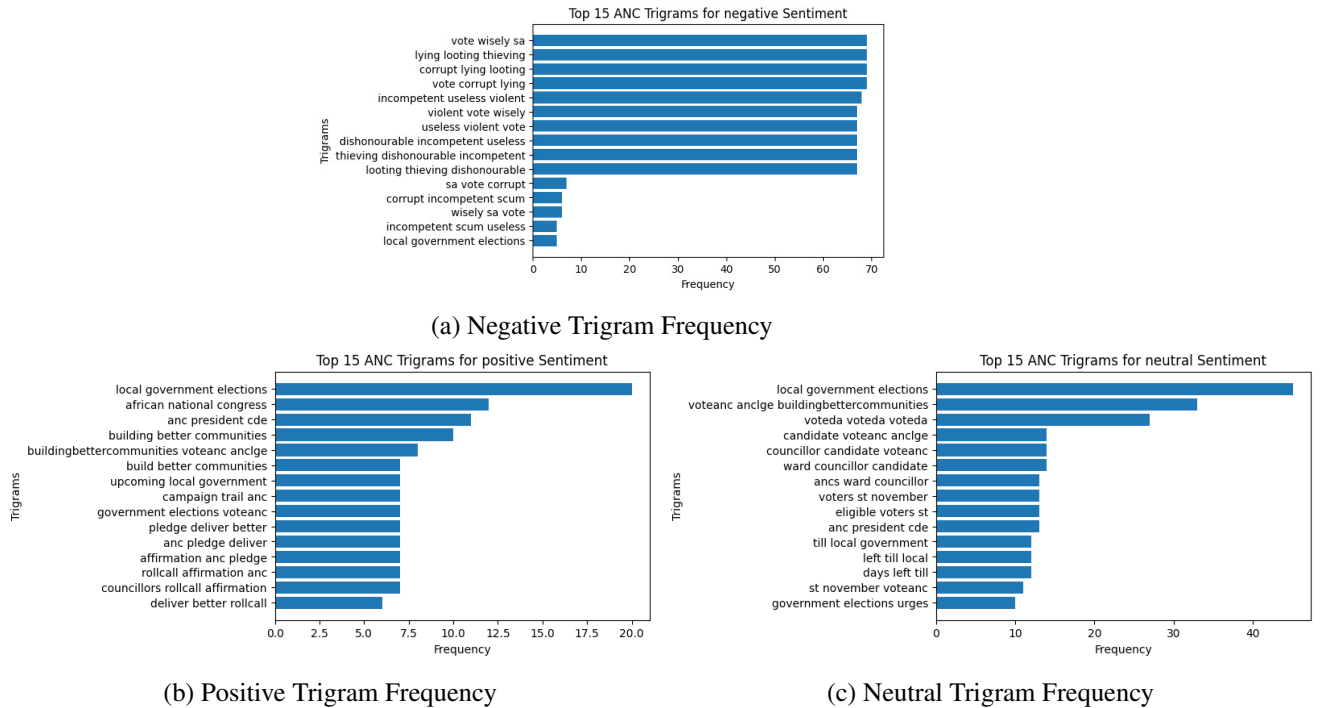 Top 15 ANC Trigrams for negative Sentiment
Trigrams
vote wisely sa
lying looting thieving
corrupt lying looting
vote corrupt lying
incompetent useless violent
violent vote wisely
useless violent vote
dishonourable incompetent useless
thieving dishonourable incompetent
looting thieving dishonourable
sa vote corrupt
corrupt incompetent scum
wisely sa vote
incompetent scum useless
local government elections
0 10 20 30 40 50 60 70
Frequency
(a) Negative Trigram Frequency
Top 15 ANC Trigrams for positive Sentiment
Trigrams
local government elections
african national congress
anc president cde
building better communities
buildingbettercommunities voteanc anclge
build better communities
upcoming local government
campaign trail anc
government elections voteanc
pledge deliver better
anc pledge deliver
affirmation anc pledge
rollcall affirmation anc
councillors rollcall affirmation
deliver better rollcall
0.0 2.5 5.0 7.5 10.0 12.5 15.0 17.5 20.0
Frequency
(b) Positive Trigram Frequency
Top 15 ANC Trigrams for neutral Sentiment
Trigrams
local government elections
voteanc anclge buildingbettercommunities
voteda voteda voteda
candidate voteanc anclge
councillor candidate voteanc
ward councillor candidate
ancs ward councillor
voters st november
eligible voters st
anc president cde
till local government
left till local
days left till
st november voteanc
government elections urges
0 10 20 30 40
Frequency
(c) Neutral Trigram Frequency